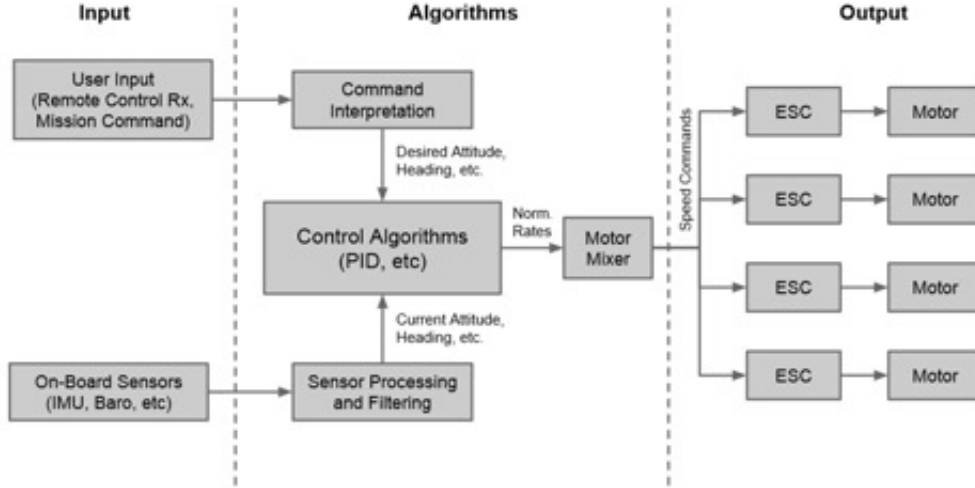 Input
Algorithms
Output
User Input
(Remote Control Rx,
Mission Command)
Command
Interpretation
Desired Attitude,
Heading, etc.
Control Algorithms
(PID, etc)
Norm.
Rates
Motor
Mixer
Current Attitude,
Heading, etc.
On-Board Sensors
(IMU, Baro, etc)
Sensor Processing
and Filtering
Speed Commands
ESC
Motor
ESC
Motor
ESC
Motor
ESC
Motor